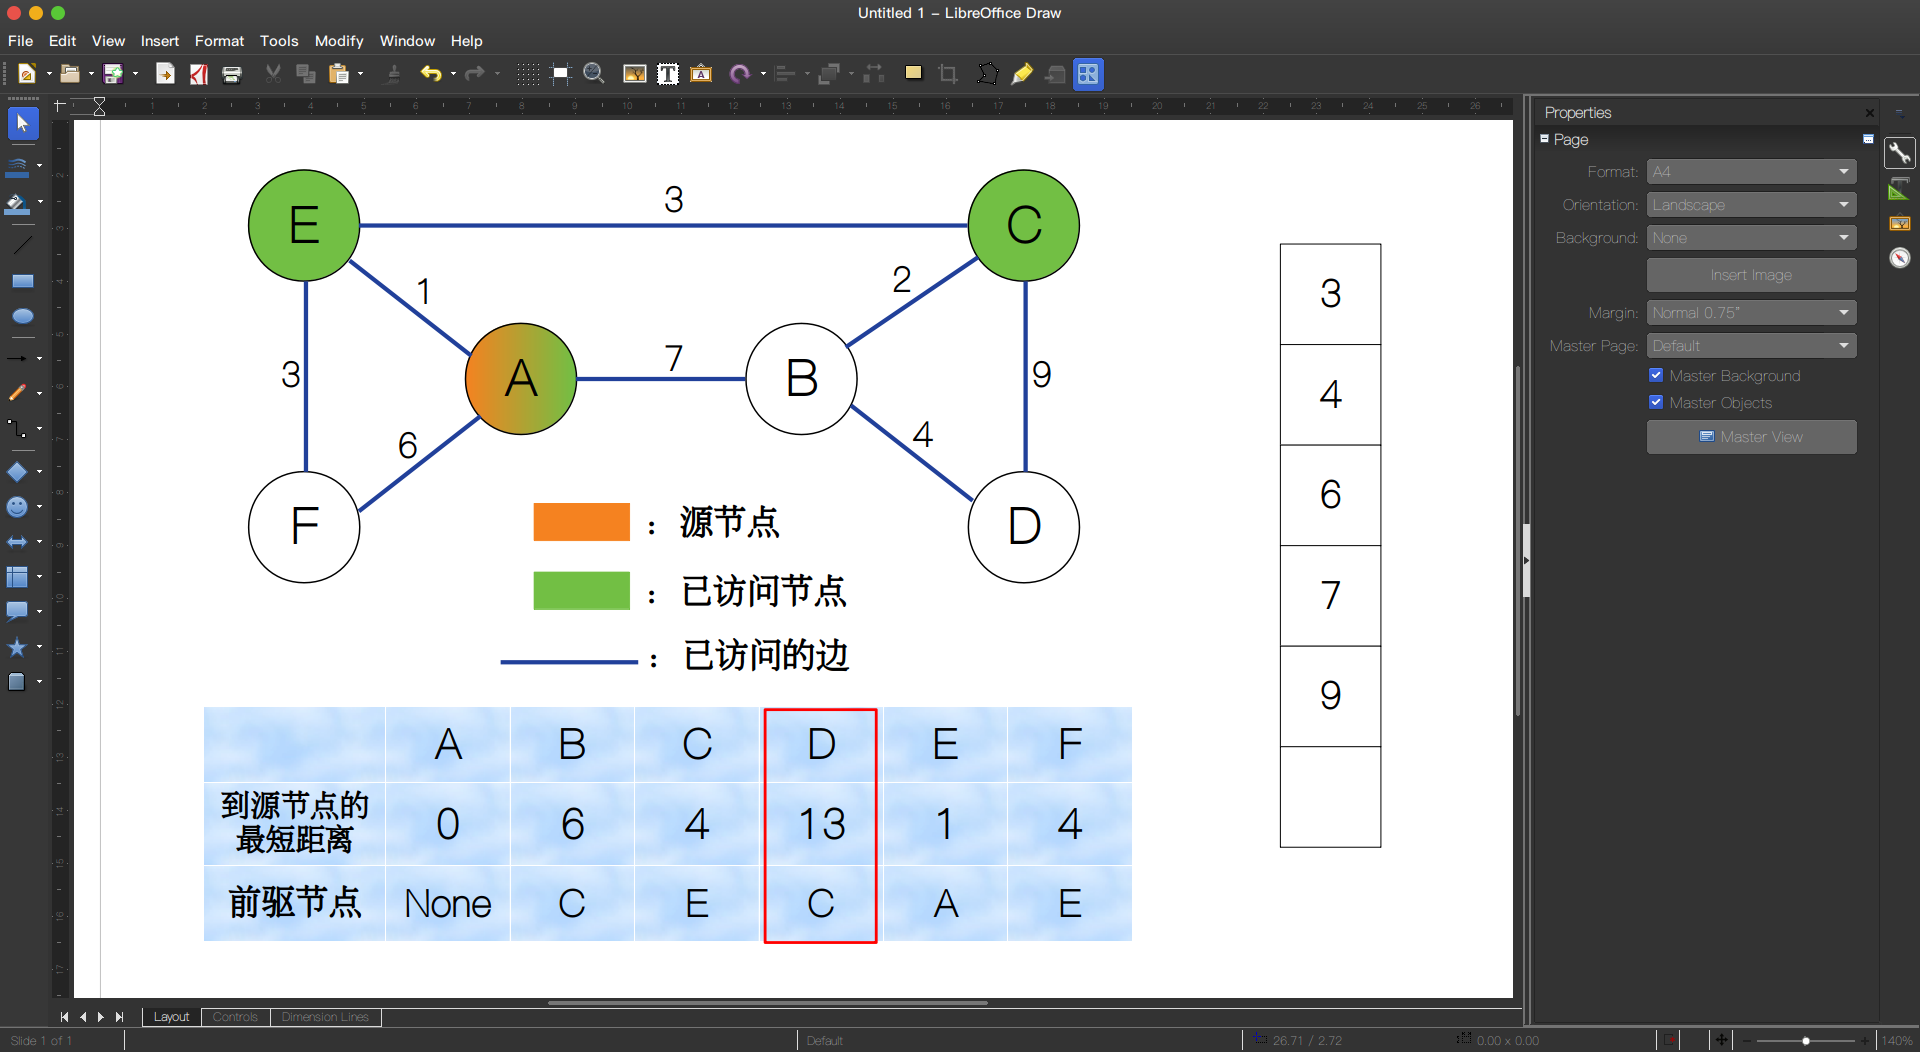 Untitled 1 – LibreOffice Draw
File Edit View Insert Format Tools Modify Window Help
Properties
Page
Format: A4
Orientation: Landscape
Background: None
Insert Image
Margin: Normal 0.75"
Master Page: Default
Master Background
Master Objects
Master View
E 3 C
1 2
3 A 7 B 9
6 4
F D
：源节点
：已访问节点
：已访问的边
3
4
6
7
9
A B C D E F
到源节点的
最短距离 0 6 4 13 1 4
前驱节点 None C E C A E
Layout Controls Dimension Lines
Slide 1 of 1 Default 26.71 / 2.72 0.00 x 0.00 140%